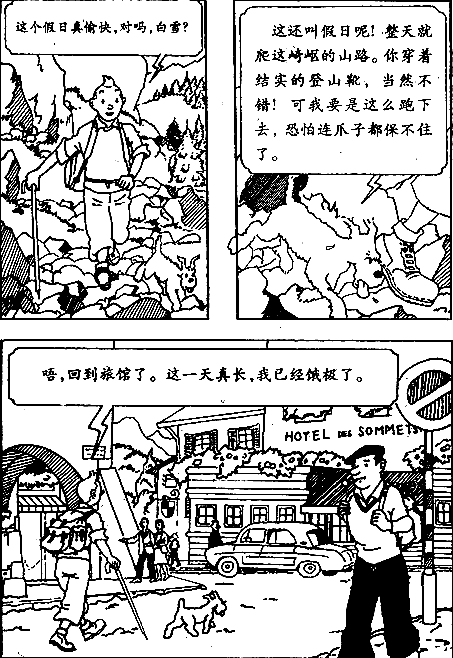 这个假日真愉快,对吗,白雪?
这还叫假日呢!整天就
爬这崎岖的山路。你穿着
结实的登山靴,当然不
错!可我要是这么跑下
去,恐怕连爪子都保不住
了。
唔,回到旅馆了。这一天真长,我已经饿极了。
HOTEL DES SOMMETS